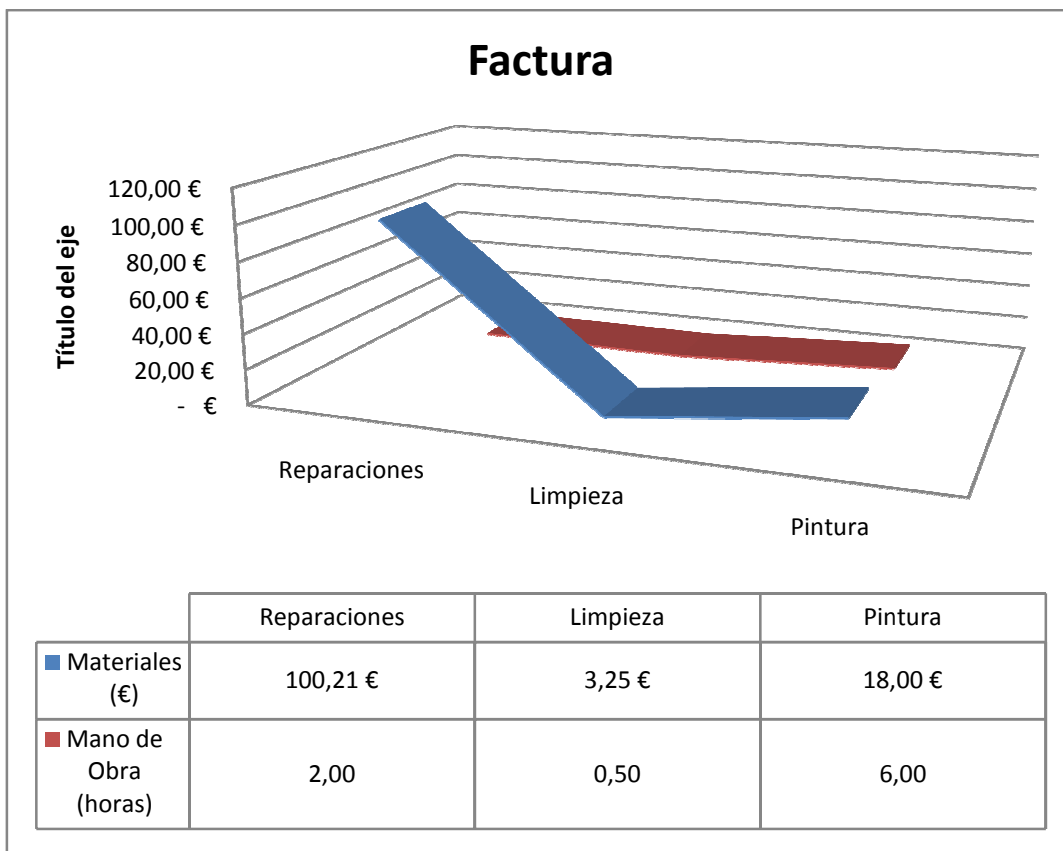 Factura
Título del eje
120,00 €
100,00 €
80,00 €
60,00 €
40,00 €
20,00 €
- €
Reparaciones
Limpieza
Pintura
Reparaciones Limpieza Pintura
Materiales
(€)
100,21 € 3,25 € 18,00 €
Mano de
Obra
(horas)
2,00 0,50 6,00